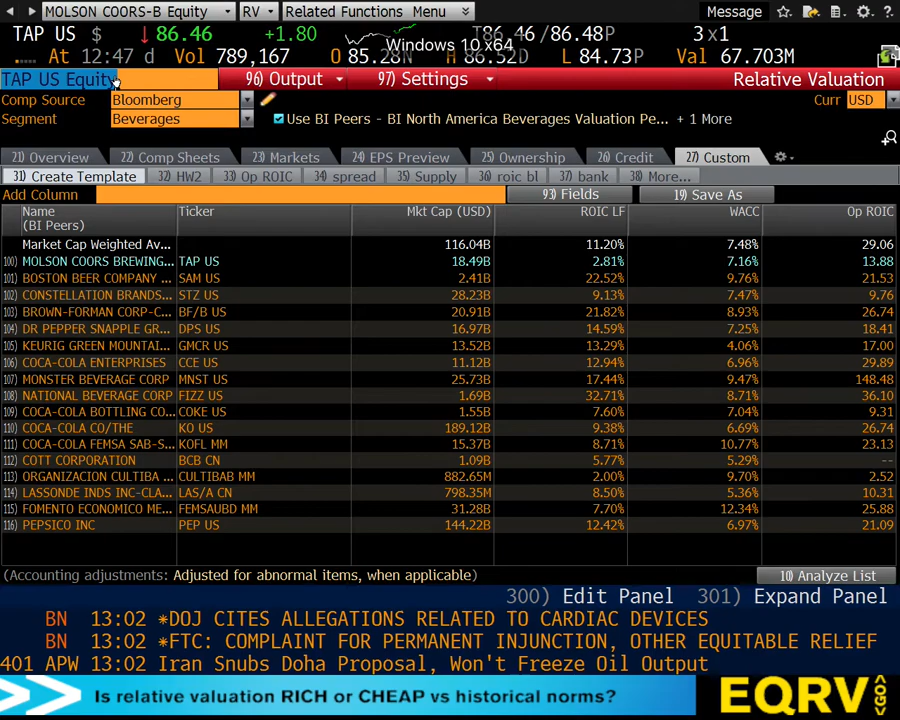 MOLSON COORS-B Equity RV Related Functions Menu Message
TAP US $ 86.46 +1.80 86.46/86.48P 3x1
At 12:47 d Vol 789,167 O 85.28N H 86.52D L 84.73P Val 67.703M
Windows 10 x64
TAP US Equity 96) Output 97) Settings Relative Valuation
Comp Source Bloomberg Curr USD
Segment Beverages Use BI Peers - BI North America Beverages Valuation Pe... + 1 More
21) Overview 22) Comp Sheets 23) Markets 24) EPS Preview 25) Ownership 26) Credit 27) Custom
31) Create Template 32) HW2 33) Op ROIC 34) spread 35) Supply 36) roic bl 37) bank 38) More...
Add Column 93) Fields 19) Save As
Name Ticker Mkt Cap (USD) ROIC LF WACC Op ROIC
(BI Peers)
Market Cap Weighted Av... 116.04B 11.20% 7.48% 29.06
100) MOLSON COORS BREWING... TAP US 18.49B 2.81% 7.16% 13.88
101) BOSTON BEER COMPANY ... SAM US 2.41B 22.52% 9.76% 21.53
102) CONSTELLATION BRANDS... STZ US 28.23B 9.13% 7.47% 9.76
103) BROWN-FORMAN CORP-C... BF/B US 20.91B 21.82% 8.93% 26.74
104) DR PEPPER SNAPPLE GR... DPS US 16.97B 14.59% 7.25% 18.41
105) KEURIG GREEN MOUNTAI... GMCR US 13.52B 13.29% 4.06% 17.00
106) COCA-COLA ENTERPRISES CCE US 11.12B 12.94% 6.96% 29.89
107) MONSTER BEVERAGE CORP MNST US 25.73B 17.44% 9.47% 148.48
108) NATIONAL BEVERAGE CORP FIZZ US 1.69B 32.71% 8.71% 36.10
109) COCA-COLA BOTTLING CO... COKE US 1.55B 7.60% 7.04% 9.31
110) COCA-COLA CO/THE KO US 189.12B 9.38% 6.69% 26.74
111) COCA-COLA FEMSA SAB-S... KOFL MM 15.37B 8.71% 10.77% 23.13
112) COTT CORPORATION BCB CN 1.09B 5.77% 5.29% --
113) ORGANIZACION CULTIBA ... CULTIBAB MM 882.65M 2.00% 9.70% 2.52
114) LASSONDE INDS INC-CLA... LAS/A CN 798.35M 8.50% 5.36% 10.31
115) FOMENTO ECONOMICO ME... FEMSAUBD MM 31.28B 7.70% 12.34% 25.88
116) PEPSICO INC PEP US 144.22B 12.42% 6.97% 21.09
(Accounting adjustments: Adjusted for abnormal items, when applicable) 10) Analyze List
300) Edit Panel 301) Expand Panel
BN 13:02 *DOJ CITES ALLEGATIONS RELATED TO CARDIAC DEVICES
BN 13:02 *FTC: COMPLAINT FOR PERMANENT INJUNCTION, OTHER EQUITABLE RELIEF
401 APW 13:02 Iran Snubs Doha Proposal, Won't Freeze Oil Output
Is relative valuation RICH or CHEAP vs historical norms? EQRV <GO>